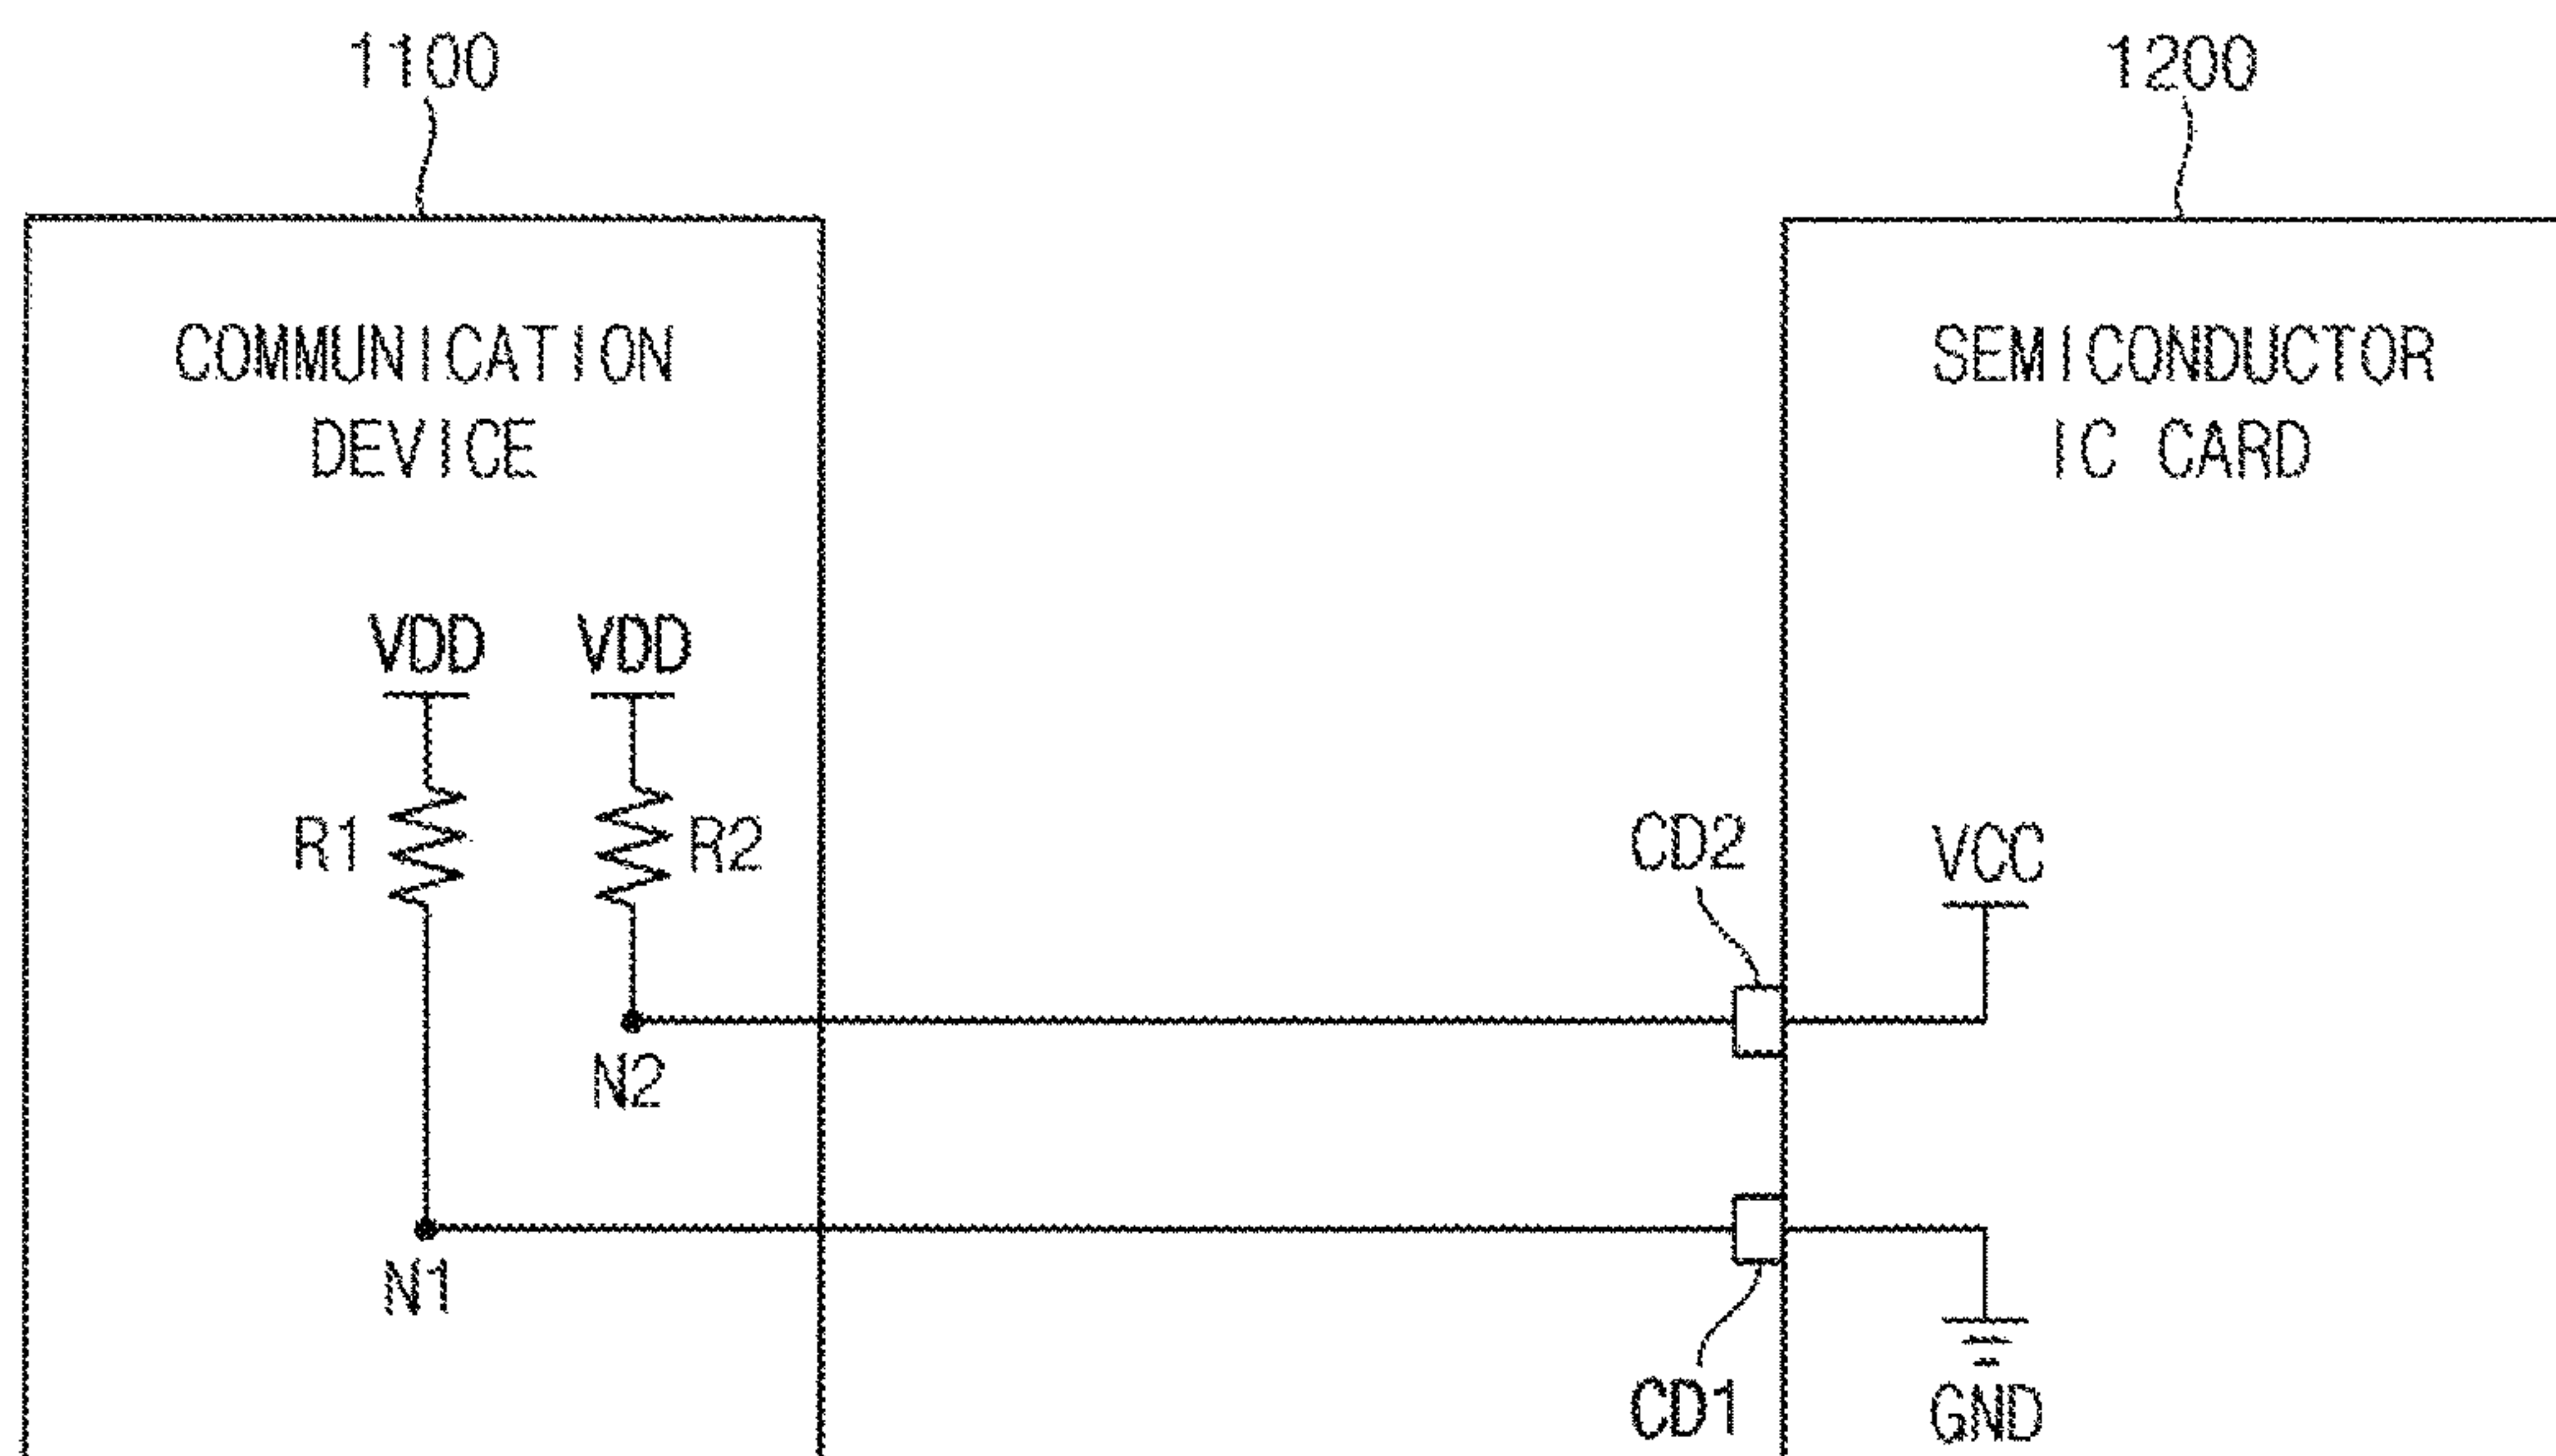 1100
1200
COMMUNICATION
DEVICE
SEMICONDUCTOR
IC CARD
VDD
VDD
R1
R2
CD2
VCC
N2
N1
CD1
GND